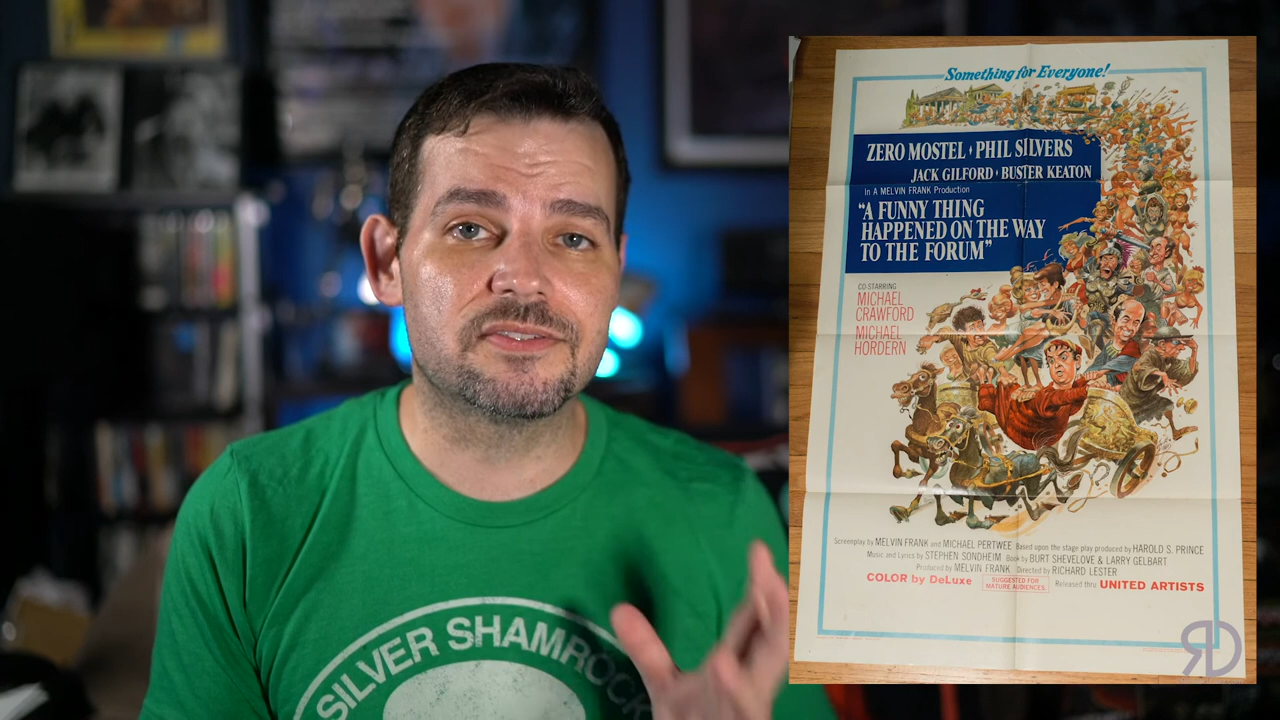 SILVER SHAMROCK
Something for Everyone!
ZERO MOSTEL • PHIL SILVERS
JACK GILFORD • BUSTER KEATON
in A MELVIN FRANK Production
"A FUNNY THING
HAPPENED ON THE WAY
TO THE FORUM"
CO-STARRING
MICHAEL
CRAWFORD
MICHAEL
HORDERN
Screenplay by MELVIN FRANK and MICHAEL PERTWEE Based upon the stage play produced by HAROLD S. PRINCE
Music and Lyrics by STEPHEN SONDHEIM Book by BURT SHEVELOVE & LARRY GELBART
Produced by MELVIN FRANK Directed by RICHARD LESTER
COLOR by DeLuxe
SUGGESTED FOR
MATURE AUDIENCES.
Released thru UNITED ARTISTS
RD